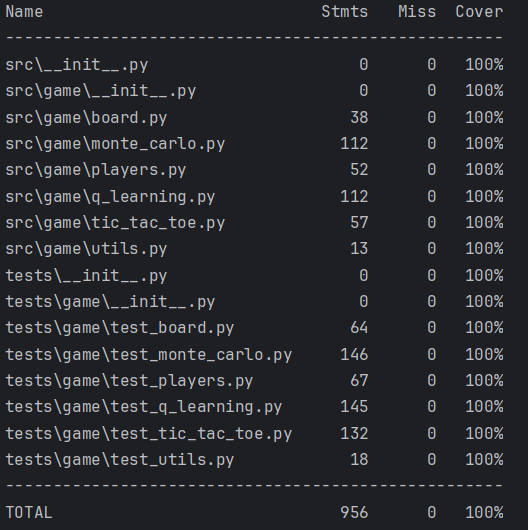 Name                               Stmts   Miss  Cover
------------------------------------------------------
src\__init__.py                        0      0   100%
src\game\__init__.py                   0      0   100%
src\game\board.py                     38      0   100%
src\game\monte_carlo.py              112      0   100%
src\game\players.py                   52      0   100%
src\game\q_learning.py               112      0   100%
src\game\tic_tac_toe.py               57      0   100%
src\game\utils.py                     13      0   100%
tests\__init__.py                      0      0   100%
tests\game\__init__.py                 0      0   100%
tests\game\test_board.py              64      0   100%
tests\game\test_monte_carlo.py       146      0   100%
tests\game\test_players.py            67      0   100%
tests\game\test_q_learning.py        145      0   100%
tests\game\test_tic_tac_toe.py       132      0   100%
tests\game\test_utils.py              18      0   100%
------------------------------------------------------
TOTAL                                956      0   100%